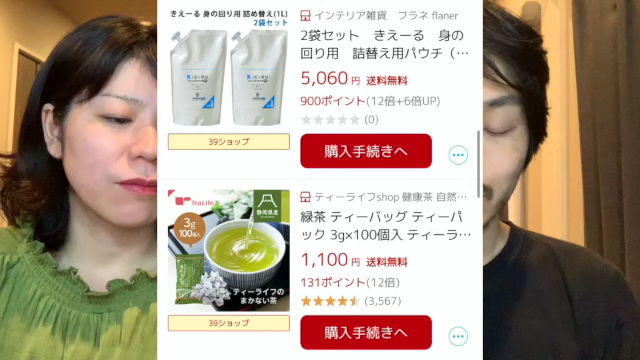 きえーる 身の回り用 詰め替え(1L)
2袋セット
インテリア雑貨　フラネ flaner
2袋セット　きえーる　身の
回り用　詰替え用パウチ（…
5,060円 送料無料
900ポイント(12倍+6倍UP)
(0)
39ショップ
購入手続きへ
ティーライフshop 健康茶 自然…
TeaLife
静岡県産
3g
100個入
緑茶 ティーバッグ ティーパ
ック 3g×100個入 ティーラ…
1,100円 送料無料
131ポイント(12倍)
(3,567)
ティーライフの
まかない茶
39ショップ
購入手続きへ